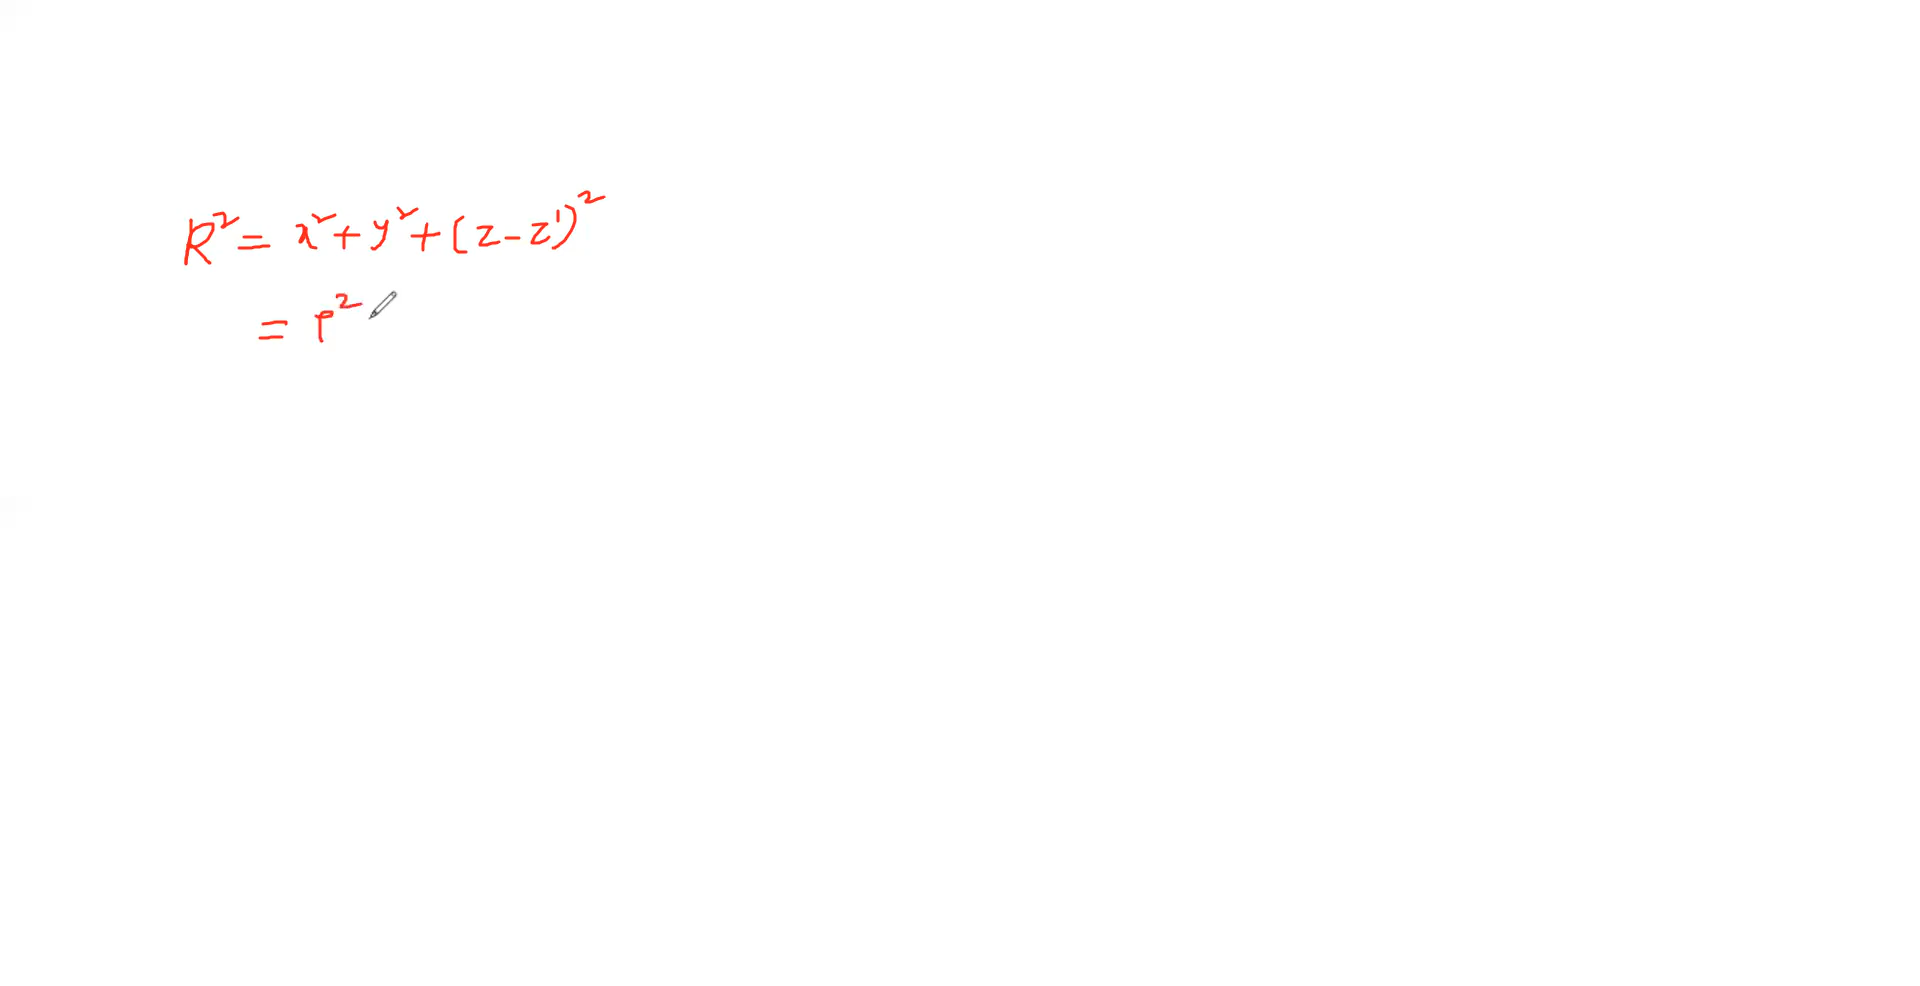 R² = x² + y² + (z - z')²
= r²